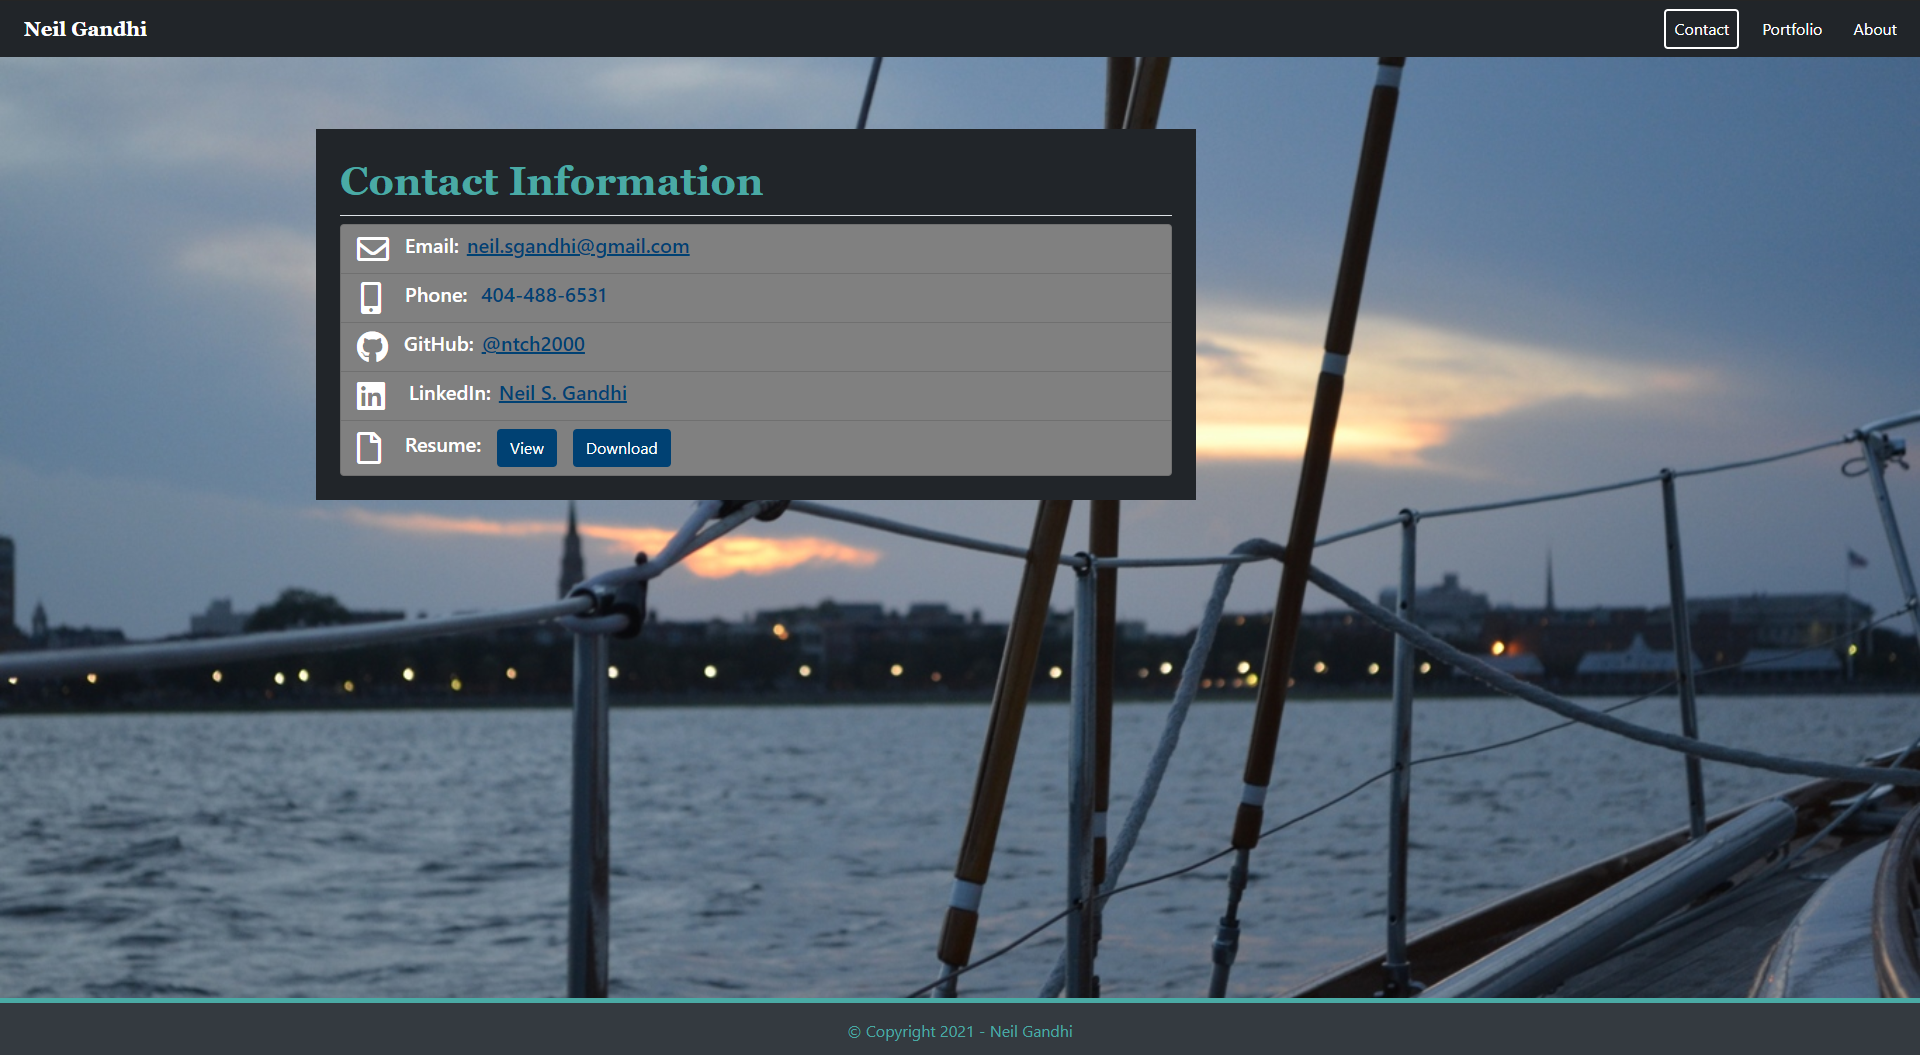 Neil Gandhi
Contact Portfolio About
Contact Information
Email: neil.sgandhi@gmail.com
Phone: 404-488-6531
GitHub: @ntch2000
LinkedIn: Neil S. Gandhi
Resume: View Download
© Copyright 2021 - Neil Gandhi